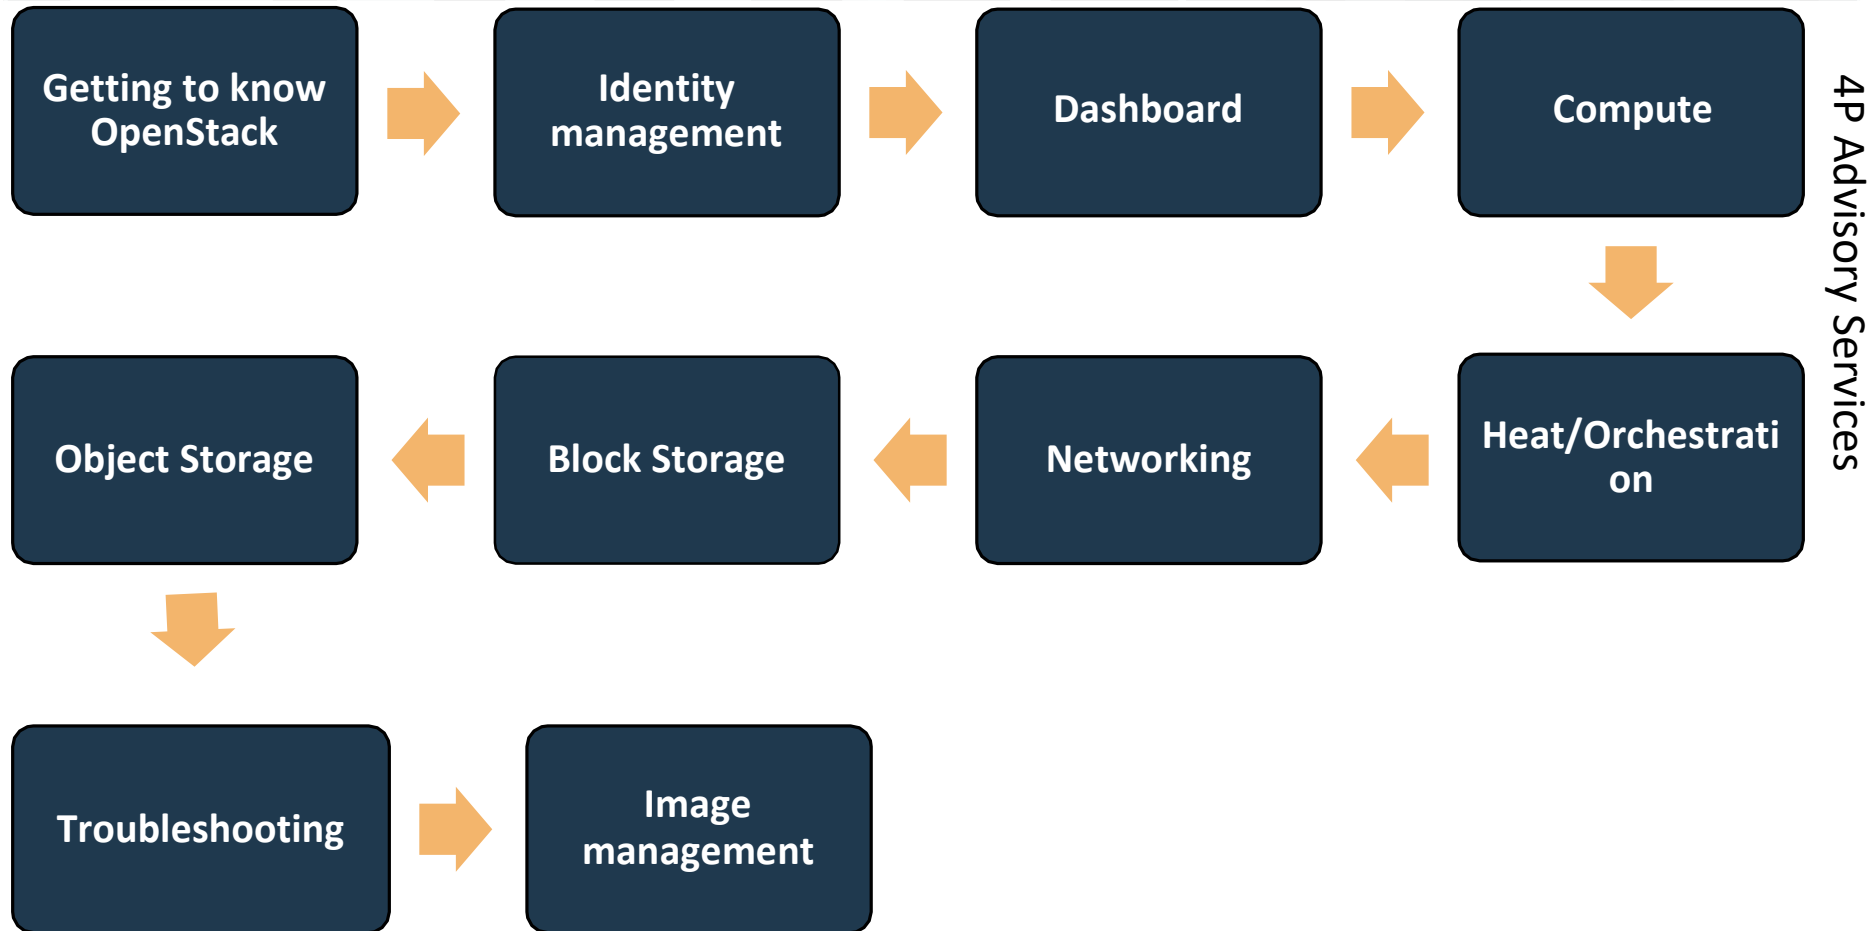 Getting to know
OpenStack
Identity
management
Dashboard
Compute
Heat/Orchestrati
on
Networking
Block Storage
Object Storage
Troubleshooting
Image
management
4P Advisory Services